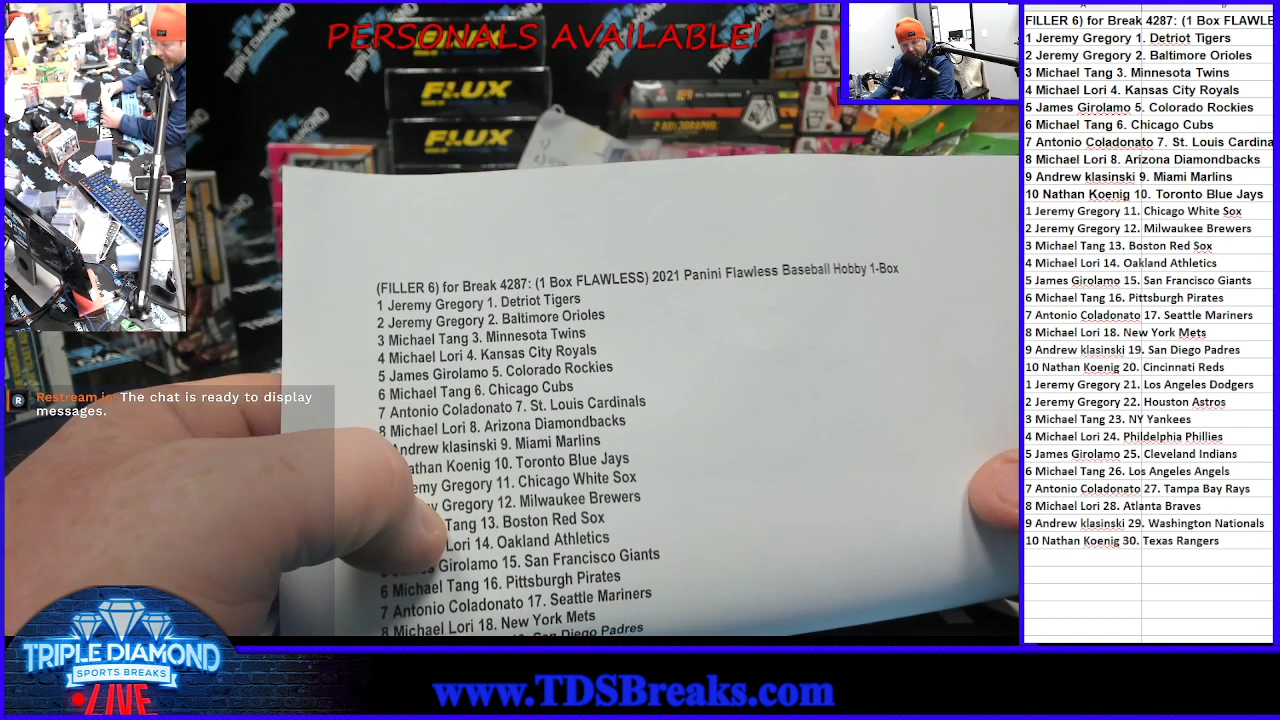 PERSONALS AVAILABLE!
FLUX
FLUX
2 AUTOGRAPHS
(FILLER 6) for Break 4287: (1 Box FLAWLESS) 2021 Panini Flawless Baseball Hobby 1-Box
1 Jeremy Gregory 1. Detriot Tigers
2 Jeremy Gregory 2. Baltimore Orioles
3 Michael Tang 3. Minnesota Twins
4 Michael Lori 4. Kansas City Royals
5 James Girolamo 5. Colorado Rockies
6 Michael Tang 6. Chicago Cubs
7 Antonio Coladonato 7. St. Louis Cardinals
8 Michael Lori 8. Arizona Diamondbacks
Andrew klasinski 9. Miami Marlins
athan Koenig 10. Toronto Blue Jays
emy Gregory 11. Chicago White Sox
Gregory 12. Milwaukee Brewers
Tang 13. Boston Red Sox
Lori 14. Oakland Athletics
Girolamo 15. San Francisco Giants
6 Michael Tang 16. Pittsburgh Pirates
7 Antonio Coladonato 17. Seattle Mariners
8 Michael Lori 18. New York Mets
San Diego Padres
Restream.io The chat is ready to display
messages.
TRIPLE DIAMOND
SPORTS BREAKS
LIVE
www.TDSBreaks.com
FILLER 6) for Break 4287: (1 Box FLAWLE
1 Jeremy Gregory 1. Detriot Tigers
2 Jeremy Gregory 2. Baltimore Orioles
3 Michael Tang 3. Minnesota Twins
4 Michael Lori 4. Kansas City Royals
5 James Girolamo 5. Colorado Rockies
6 Michael Tang 6. Chicago Cubs
7 Antonio Coladonato 7. St. Louis Cardina
8 Michael Lori 8. Arizona Diamondbacks
9 Andrew klasinski 9. Miami Marlins
10 Nathan Koenig 10. Toronto Blue Jays
1 Jeremy Gregory 11. Chicago White Sox
2 Jeremy Gregory 12. Milwaukee Brewers
3 Michael Tang 13. Boston Red Sox
4 Michael Lori 14. Oakland Athletics
5 James Girolamo 15. San Francisco Giants
6 Michael Tang 16. Pittsburgh Pirates
7 Antonio Coladonato 17. Seattle Mariners
8 Michael Lori 18. New York Mets
9 Andrew klasinski 19. San Diego Padres
10 Nathan Koenig 20. Cincinnati Reds
1 Jeremy Gregory 21. Los Angeles Dodgers
2 Jeremy Gregory 22. Houston Astros
3 Michael Tang 23. NY Yankees
4 Michael Lori 24. Phildelphia Phillies
5 James Girolamo 25. Cleveland Indians
6 Michael Tang 26. Los Angeles Angels
7 Antonio Coladonato 27. Tampa Bay Rays
8 Michael Lori 28. Atlanta Braves
9 Andrew klasinski 29. Washington Nationals
10 Nathan Koenig 30. Texas Rangers